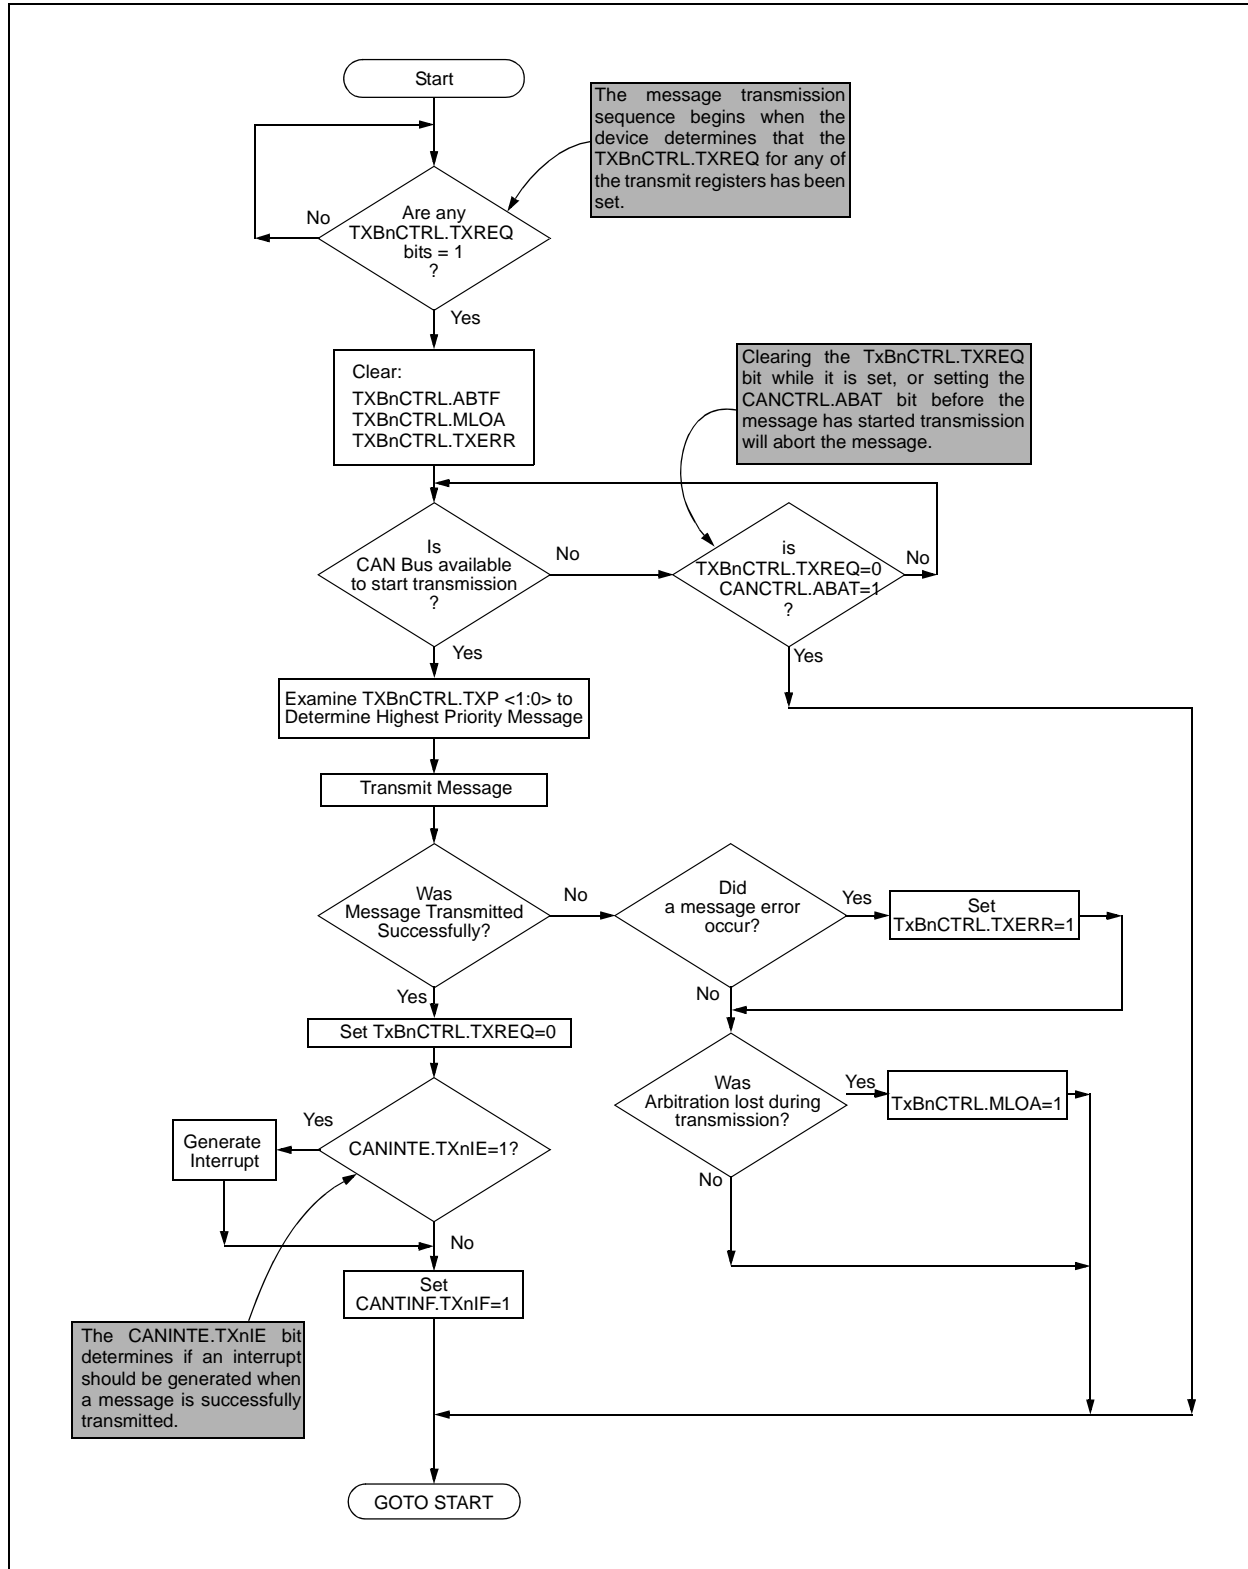 Start
The message transmission
sequence begins when the
device determines that the
TXBnCTRL.TXREQ for any of
the transmit registers has been
set.
No
Are any
TXBnCTRL.TXREQ
bits = 1
?
Yes
Clear:
TXBnCTRL.ABTF
TXBnCTRL.MLOA
TXBnCTRL.TXERR
Clearing the TxBnCTRL.TXREQ
bit while it is set, or setting the
CANCTRL.ABAT bit before the
message has started transmission
will abort the message.
Is
CAN Bus available
to start transmission
?
No
is
TXBnCTRL.TXREQ=0
CANCTRL.ABAT=1
?
No
Yes
Yes
Examine TXBnCTRL.TXP <1:0> to
Determine Highest Priority Message
Transmit Message
Was
Message Transmitted
Successfully?
No
Did
a message error
occur?
Yes
Set
TxBnCTRL.TXERR=1
Yes
No
Set TxBnCTRL.TXREQ=0
Was
Arbitration lost during
transmission?
Yes
TxBnCTRL.MLOA=1
No
Yes
Generate
Interrupt
CANINTE.TXnIE=1?
No
Set
CANTINF.TXnIF=1
The CANINTE.TXnIE bit
determines if an interrupt
should be generated when
a message is successfully
transmitted.
GOTO START